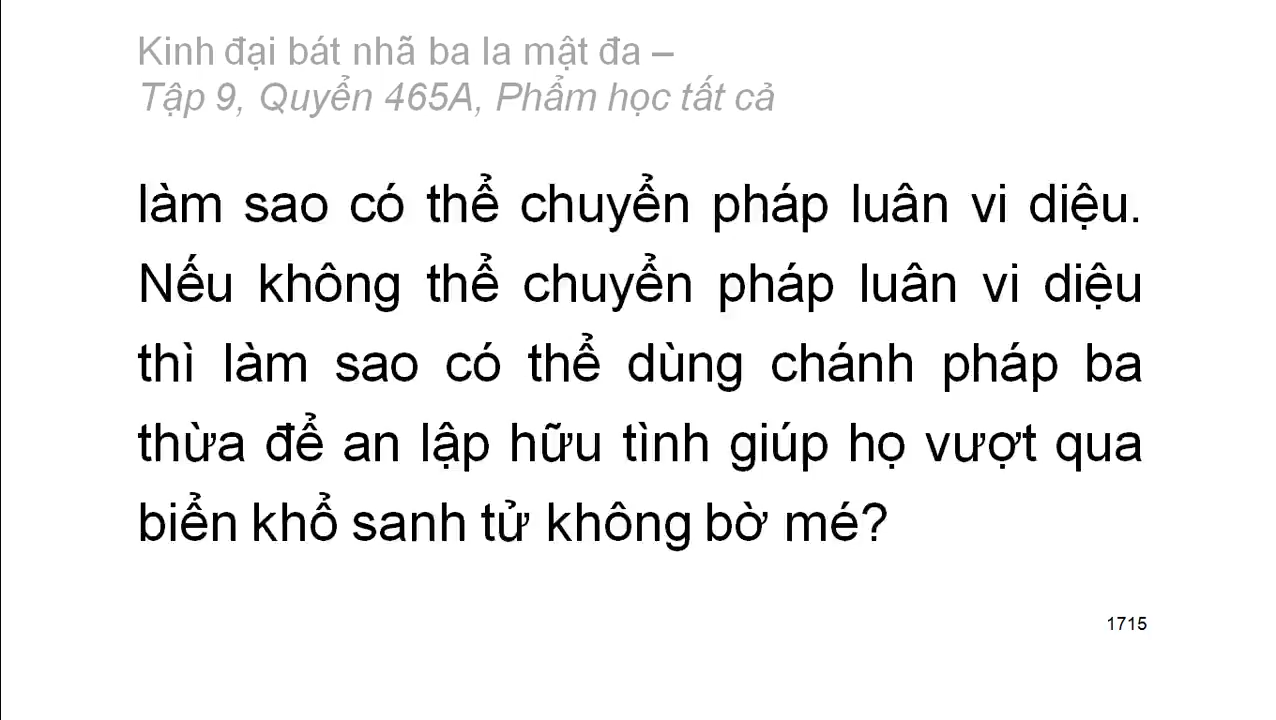 Kinh đại bát nhã ba la mật đa –
Tập 9, Quyển 465A, Phẩm học tất cả
làm sao có thể chuyển pháp luân vi diệu.
Nếu không thể chuyển pháp luân vi diệu
thì làm sao có thể dùng chánh pháp ba
thừa để an lập hữu tình giúp họ vượt qua
biển khổ sanh tử không bờ mé?
1715